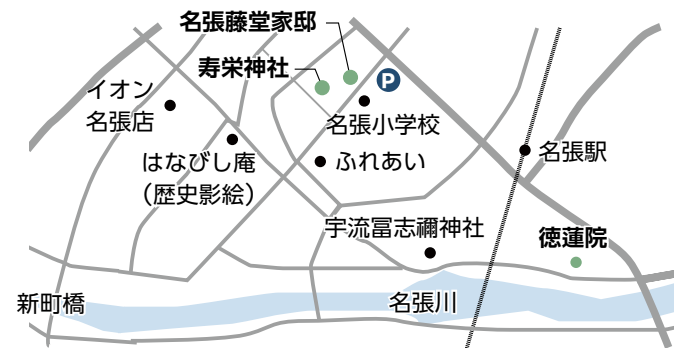 名張藤堂家邸
寿栄神社
P
イオン
名張店
名張小学校
はなびし庵
（歴史影絵）
ふれあい
名張駅
宇流冨志禰神社
徳蓮院
新町橋
名張川